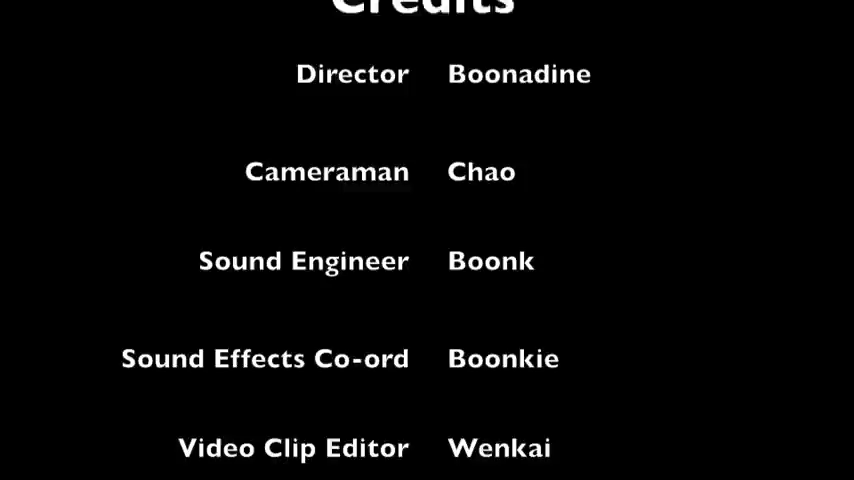 Credits
Director Boonadine
Cameraman Chao
Sound Engineer Boonk
Sound Effects Co-ord Boonkie
Video Clip Editor Wenkai